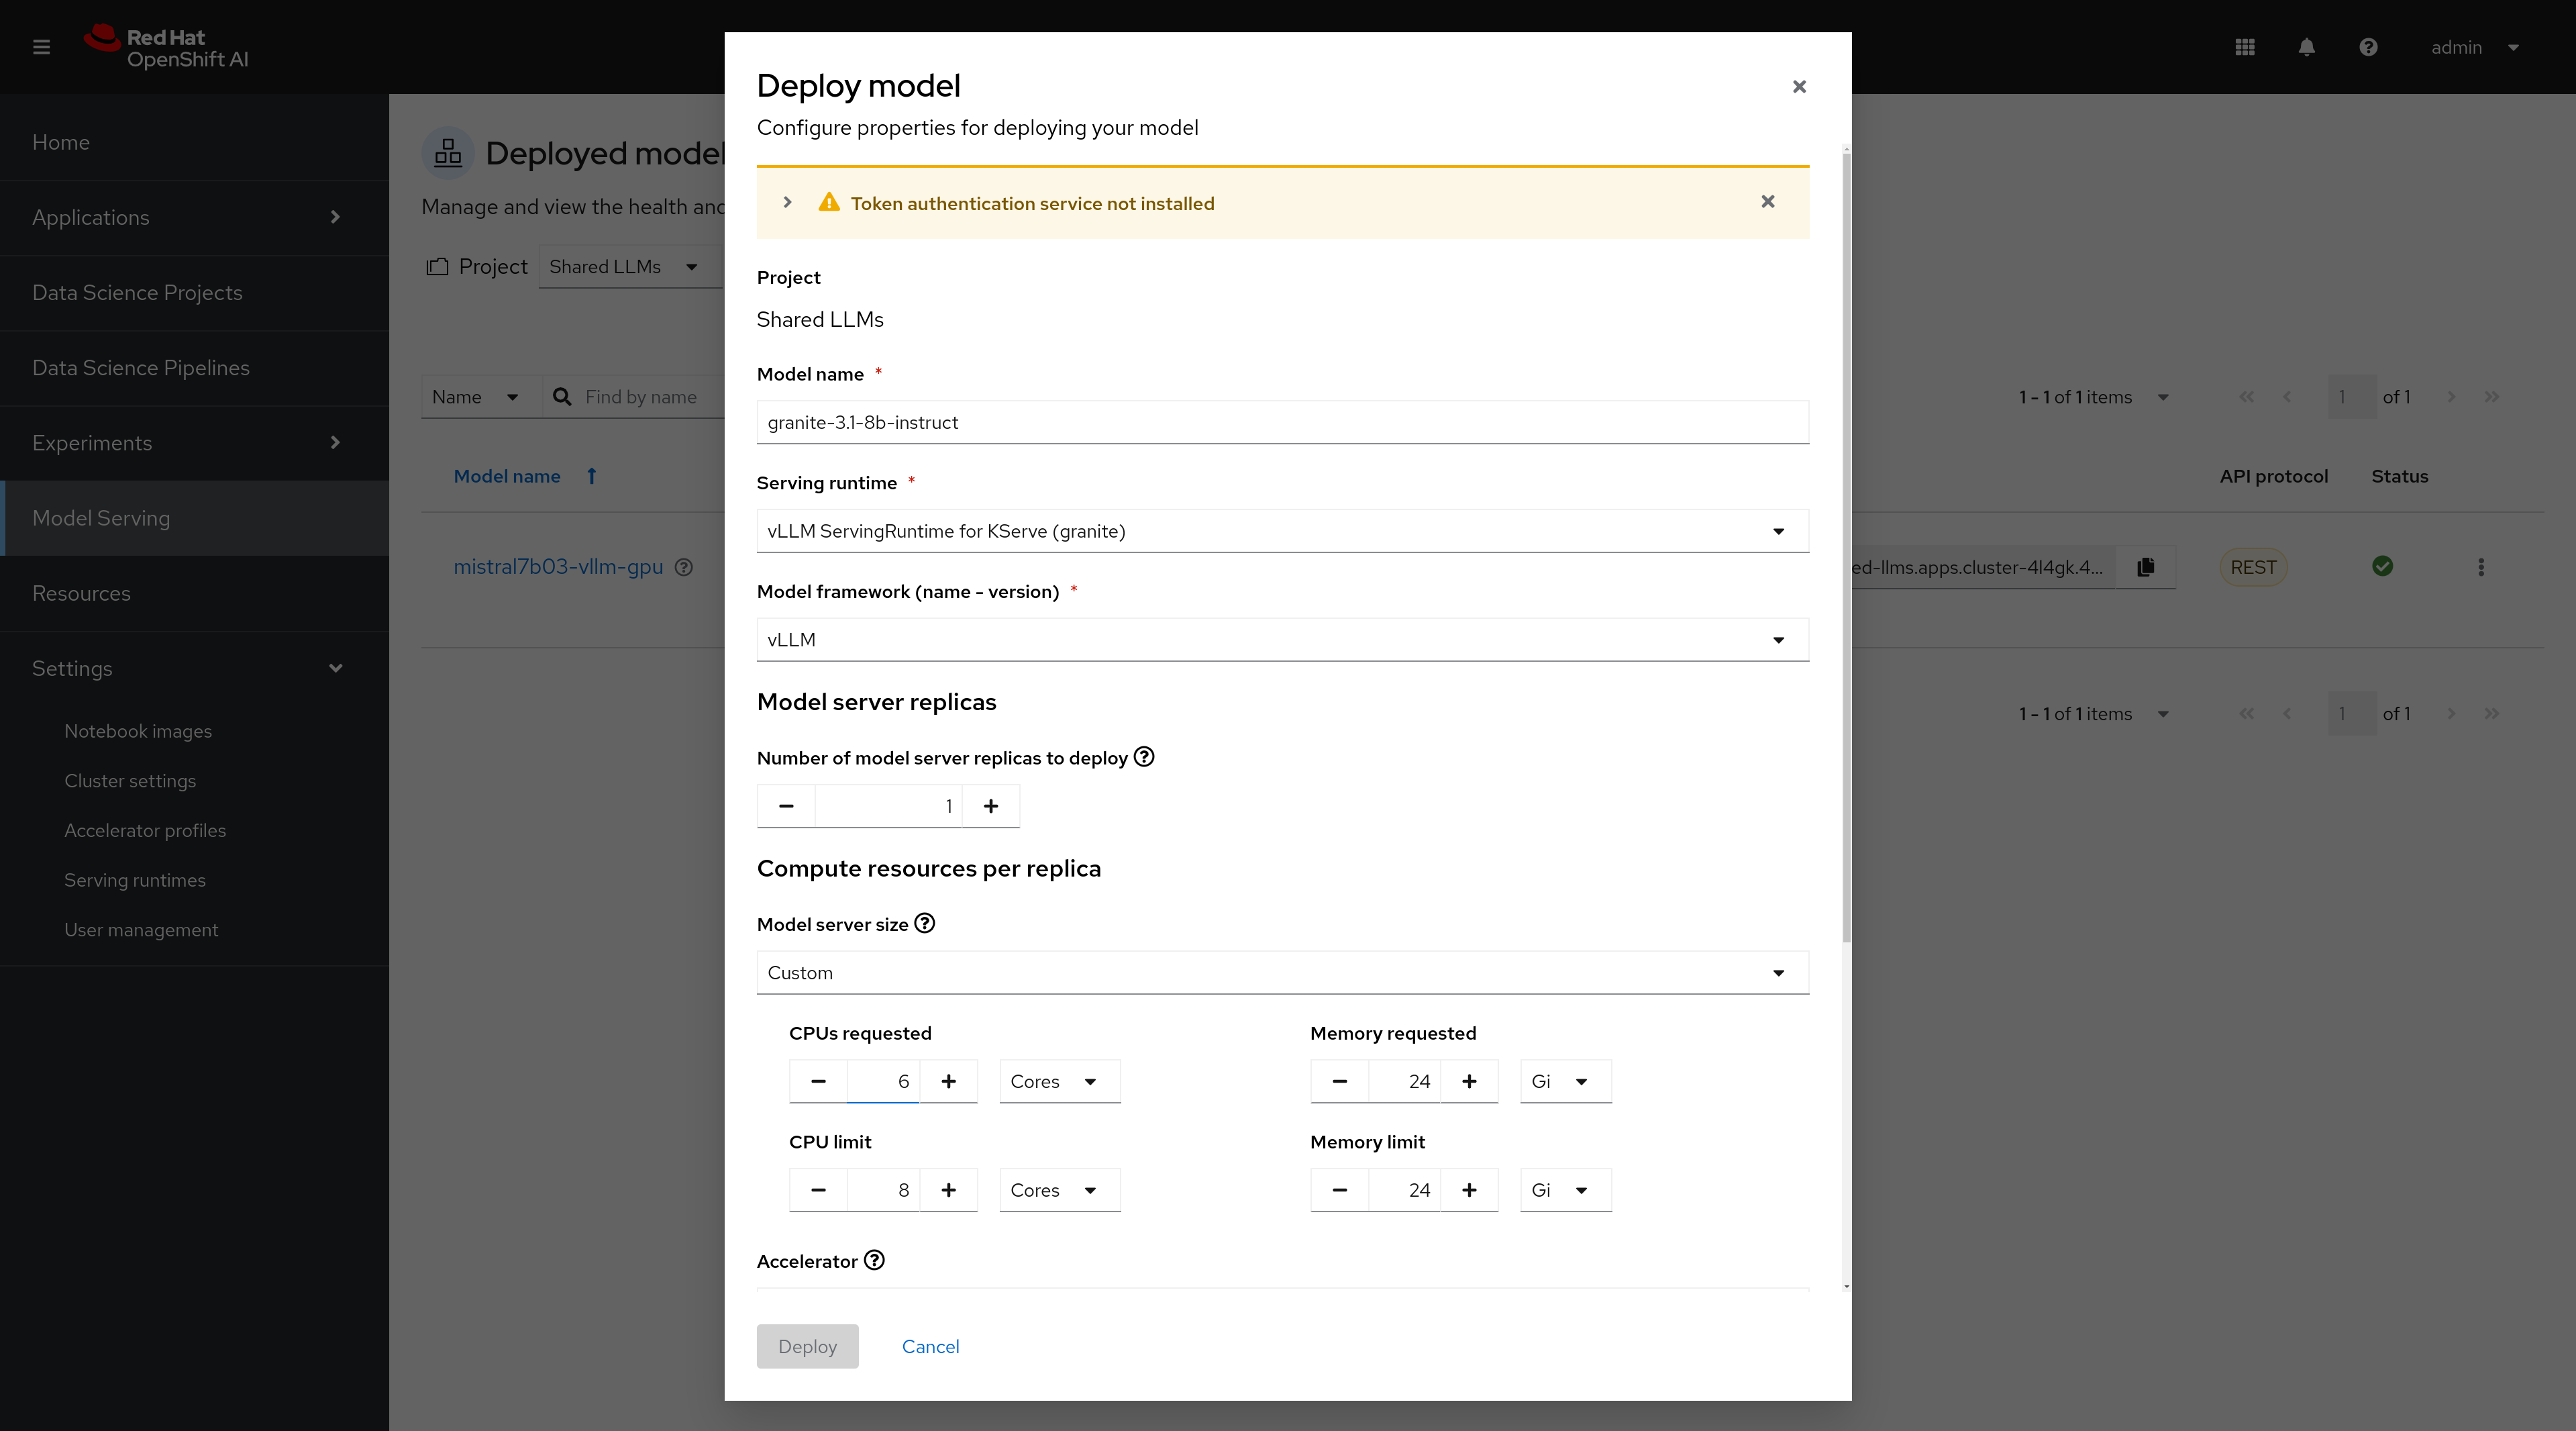 Red Hat
OpenShift AI
admin
Home
Applications
Data Science Projects
Data Science Pipelines
Experiments
Model Serving
Resources
Settings
Notebook images
Cluster settings
Accelerator profiles
Serving runtimes
User management
Deployed model
Manage and view the health and
Project Shared LLMs
Name Find by name
1 - 1 of 1 items 1 of 1
Model name API protocol Status
mistral7b03-vllm-gpu ed-llms.apps.cluster-4l4gk.4... REST
1 - 1 of 1 items 1 of 1
Deploy model
Configure properties for deploying your model
Token authentication service not installed
Project
Shared LLMs
Model name *
granite-3.1-8b-instruct
Serving runtime *
vLLM ServingRuntime for KServe (granite)
Model framework (name - version) *
vLLM
Model server replicas
Number of model server replicas to deploy
1
Compute resources per replica
Model server size
Custom
CPUs requested Memory requested
6 Cores 24 Gi
CPU limit Memory limit
8 Cores 24 Gi
Accelerator
Deploy Cancel